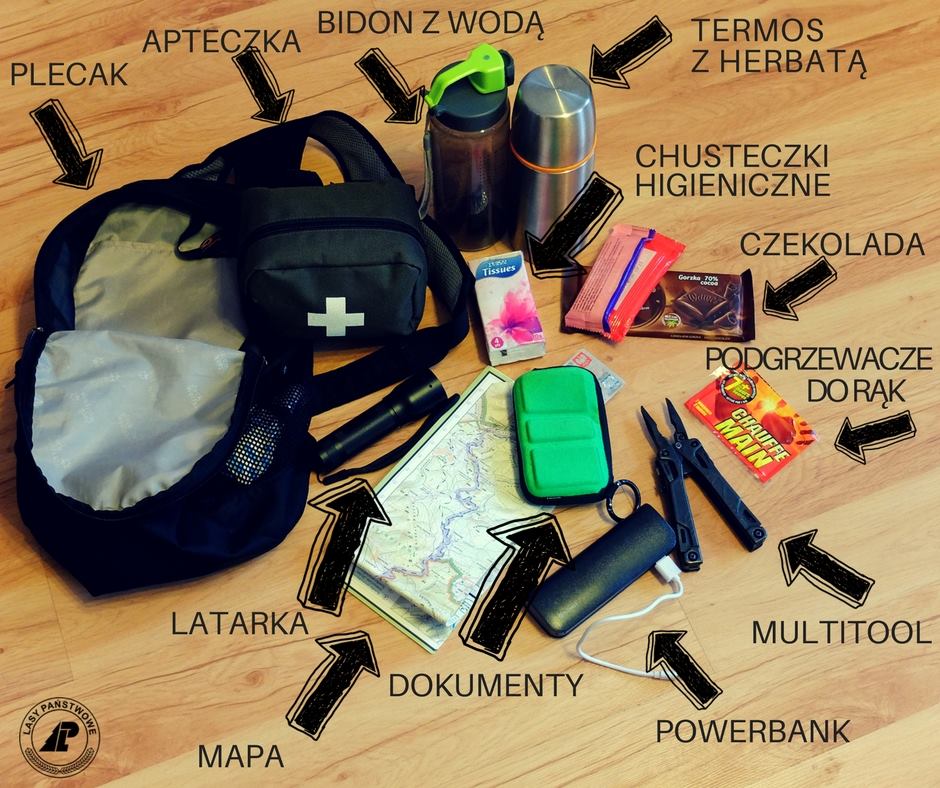 BIDON Z WODĄ
TERMOS
Z HERBATĄ
APTECZKA
PLECAK
CHUSTECZKI
HIGIENICZNE
CZEKOLADA
Tissues
Gorzka 70%
cocoa
PODGRZEWACZE
DO RĄK
CHAUFFE
MAIN
LATARKA
MULTITOOL
DOKUMENTY
LASY PAŃSTWOWE
POWERBANK
MAPA